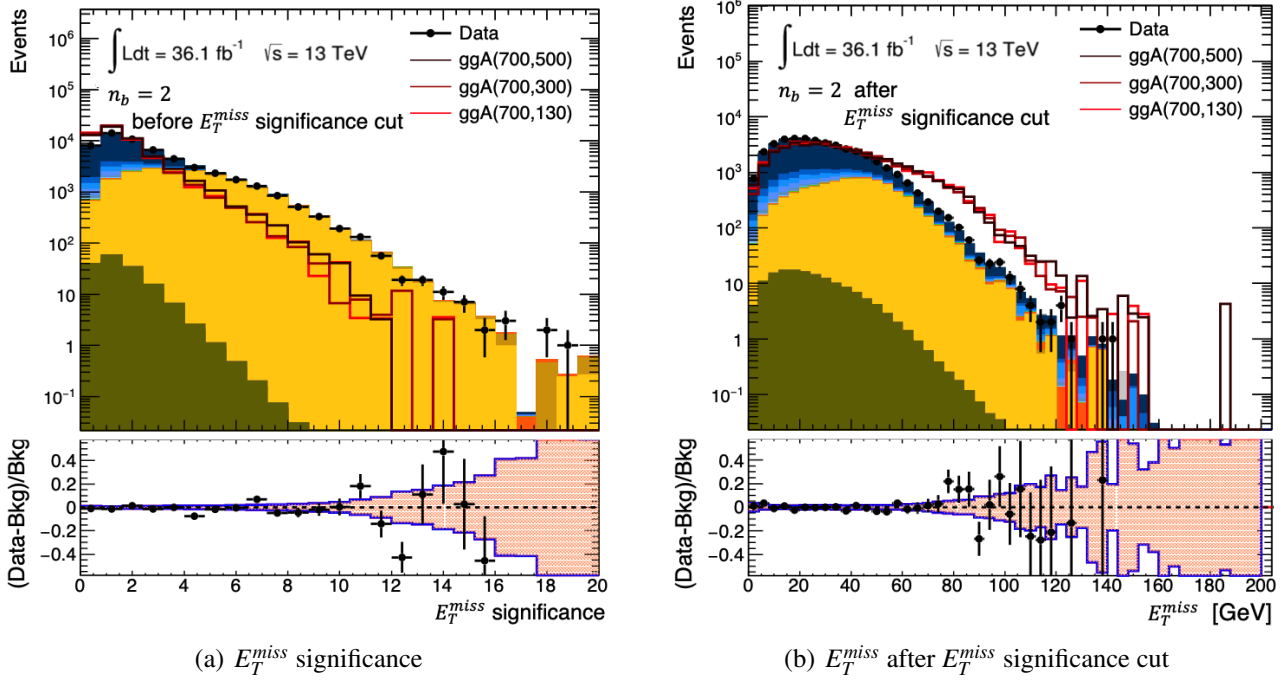 Events
10⁶
10⁵
10⁴
10³
10²
10
1
10⁻¹
∫ Ldt = 36.1 fb⁻¹ √s = 13 TeV
n_b = 2
before E_T^miss significance cut
Data
ggA(700,500)
ggA(700,300)
ggA(700,130)
(Data-Bkg)/Bkg
0.4
0.2
0
−0.2
−0.4
0 2 4 6 8 10 12 14 16 18 20
E_T^miss significance
(a) E_T^miss significance
Events
10⁶
10⁵
10⁴
10³
10²
10
1
10⁻¹
∫ Ldt = 36.1 fb⁻¹ √s = 13 TeV
n_b = 2 after
E_T^miss significance cut
Data
ggA(700,500)
ggA(700,300)
ggA(700,130)
(Data-Bkg)/Bkg
0.4
0.2
0
−0.2
−0.4
0 20 40 60 80 100 120 140 160 180 200
E_T^miss [GeV]
(b) E_T^miss after E_T^miss significance cut